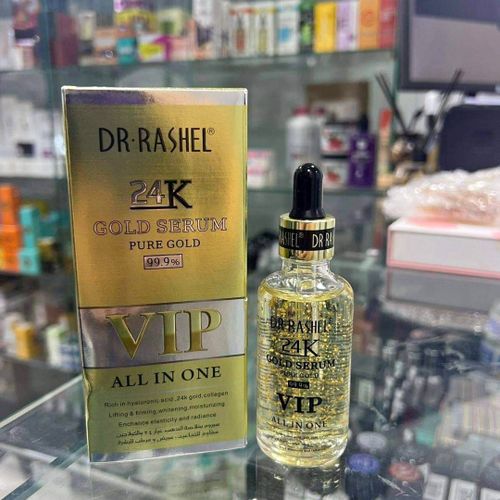 DR·RASHEL®
24K
GOLD SERUM
PURE GOLD
99.9%
VIP
ALL IN ONE
Rich in hyaluronic acid ,24k gold,collagen
Lifting & firming,whitening,moisturizing
Enchance elasticity and radiance
RASHEL® DR·RASHEL
DR·RASHEL
24K
GOLD SERUM
PURE GOLD
99.9%
VIP
ALL IN ONE